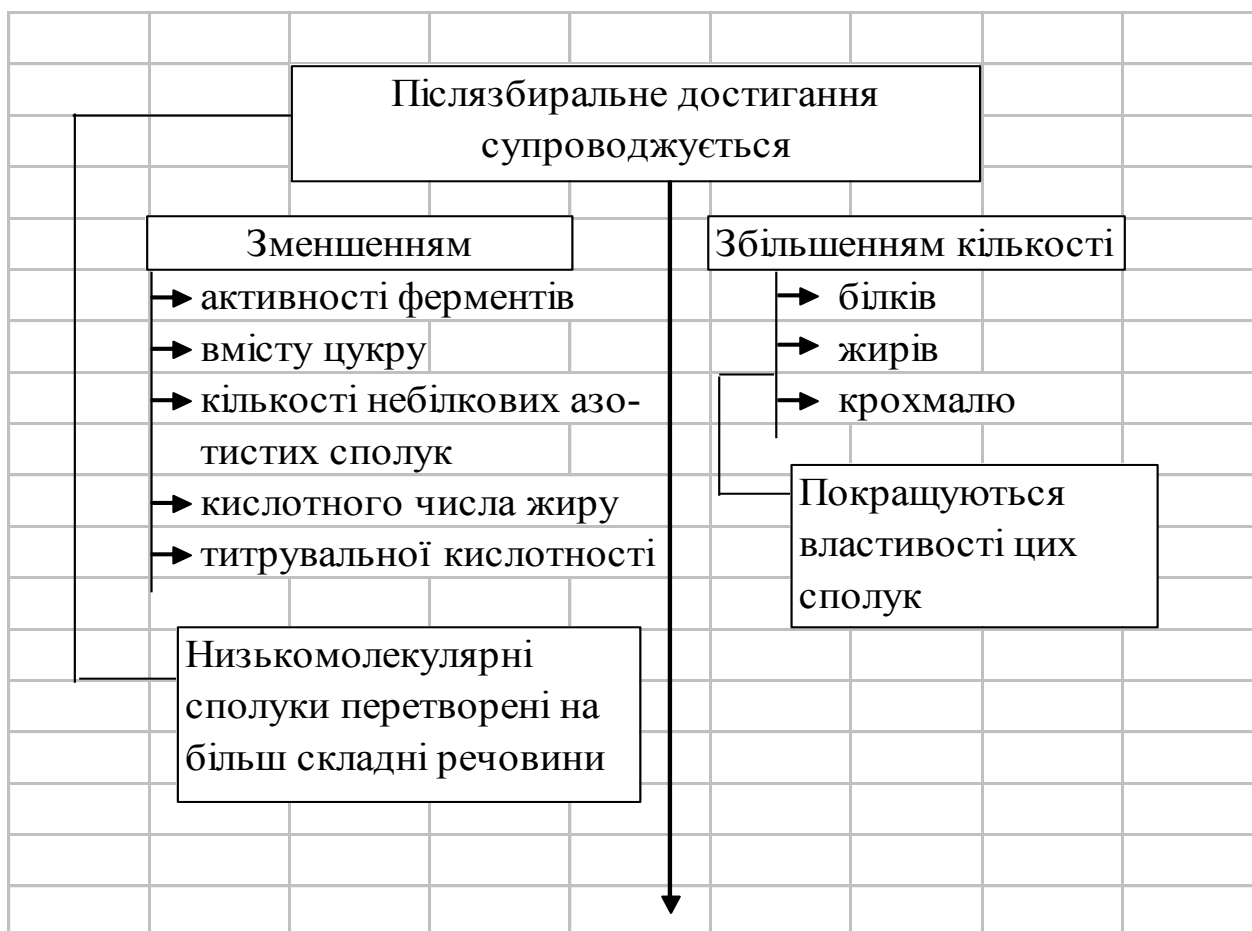 Післязбиральне достигання
супроводжується
Зменшенням
активності ферментів
вмісту цукру
кількості небілкових азо-
тистих сполук
кислотного числа жиру
титрувальної кислотності
Низькомолекулярні
сполуки перетворені на
більш складні речовини
Збільшенням кількості
білків
жирів
крохмалю
Покращуються
властивості цих
сполук